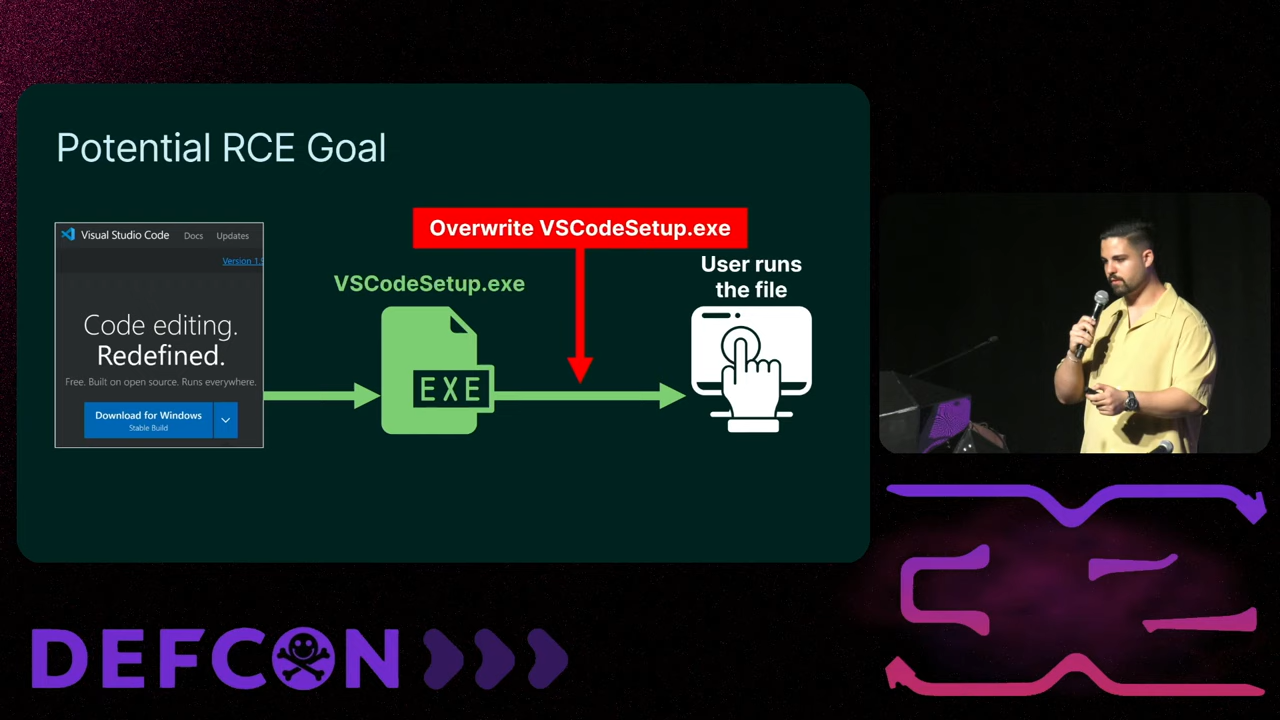 Potential RCE Goal
Visual Studio Code Docs Updates
Version 1.
Code editing.
Redefined.
Free. Built on open source. Runs everywhere.
Download for Windows
Stable Build
VSCodeSetup.exe
EXE
Overwrite VSCodeSetup.exe
User runs
the file
DEFCON